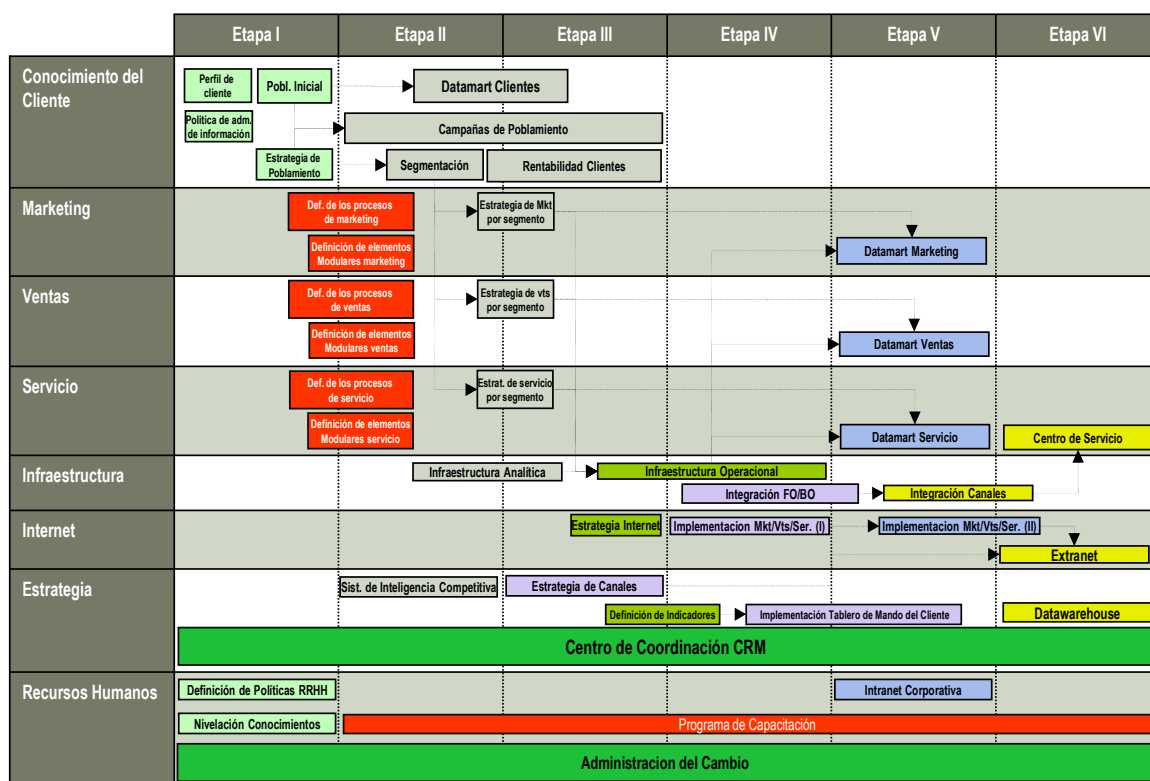 Etapa I
Etapa II
Etapa III
Etapa IV
Etapa V
Etapa VI
Conocimiento del
Cliente
Perfil de
cliente
Pobl. Inicial
Datamart Clientes
Política de adm.
de información
Campañas de Poblamiento
Estrategia de
Poblamiento
Segmentación
Rentabilidad Clientes
Marketing
Def. de los procesos
de marketing
Estrategia de Mkt
por segmento
Definición de elementos
Modulares marketing
Datamart Marketing
Ventas
Def. de los procesos
de ventas
Estrategia de vts
por segmento
Definición de elementos
Modulares ventas
Datamart Ventas
Servicio
Def. de los procesos
de servicio
Estrat. de servicio
por segmento
Definición de elementos
Modulares servicio
Datamart Servicio
Centro de Servicio
Infraestructura
Infraestructura Analítica
Infraestructura Operacional
Integración FO/BO
Integración Canales
Internet
Estrategia Internet
Implementacion Mkt/Vts/Ser. (I)
Implementacion Mkt/Vts/Ser. (II)
Extranet
Estrategia
Sist. de Inteligencia Competitiva
Estrategia de Canales
Definición de Indicadores
Implementación Tablero de Mando del Cliente
Datawarehouse
Centro de Coordinación CRM
Recursos Humanos
Definición de Políticas RRHH
Intranet Corporativa
Nivelación Conocimientos
Programa de Capacitación
Administracion del Cambio